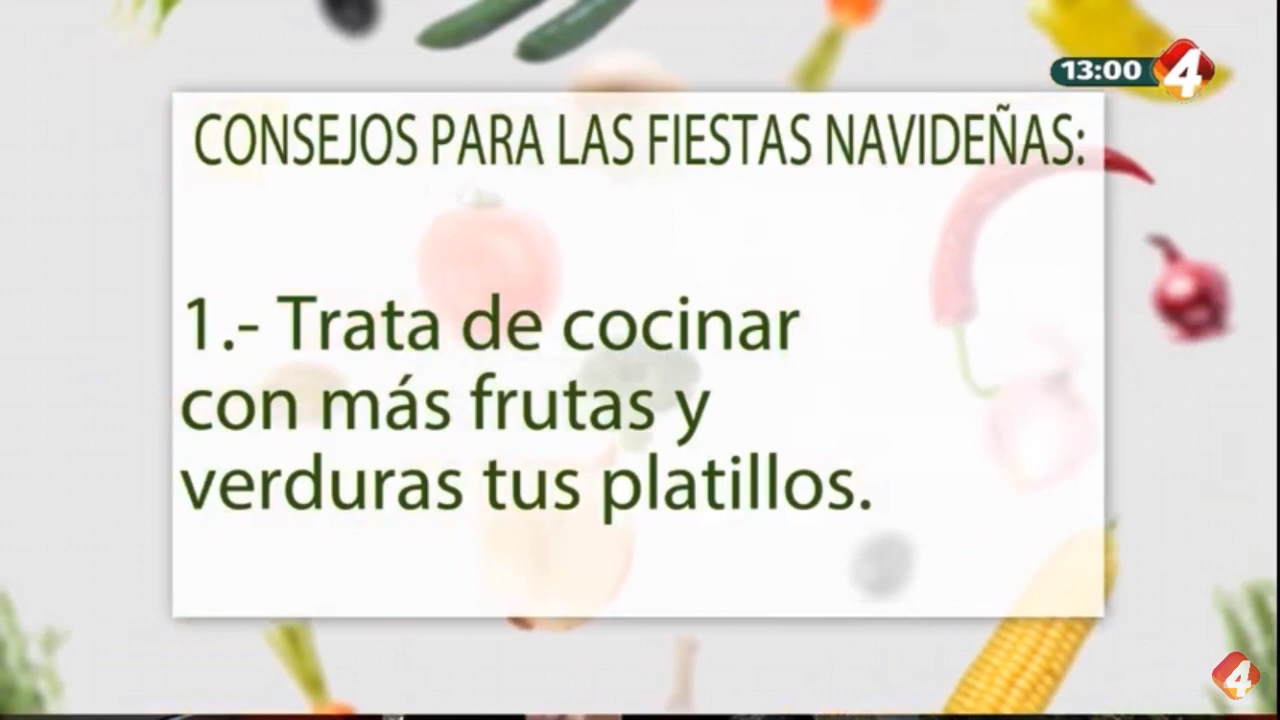 13:00 4
CONSEJOS PARA LAS FIESTAS NAVIDEÑAS:
1.- Trata de cocinar
con más frutas y
verduras tus platillos.
4